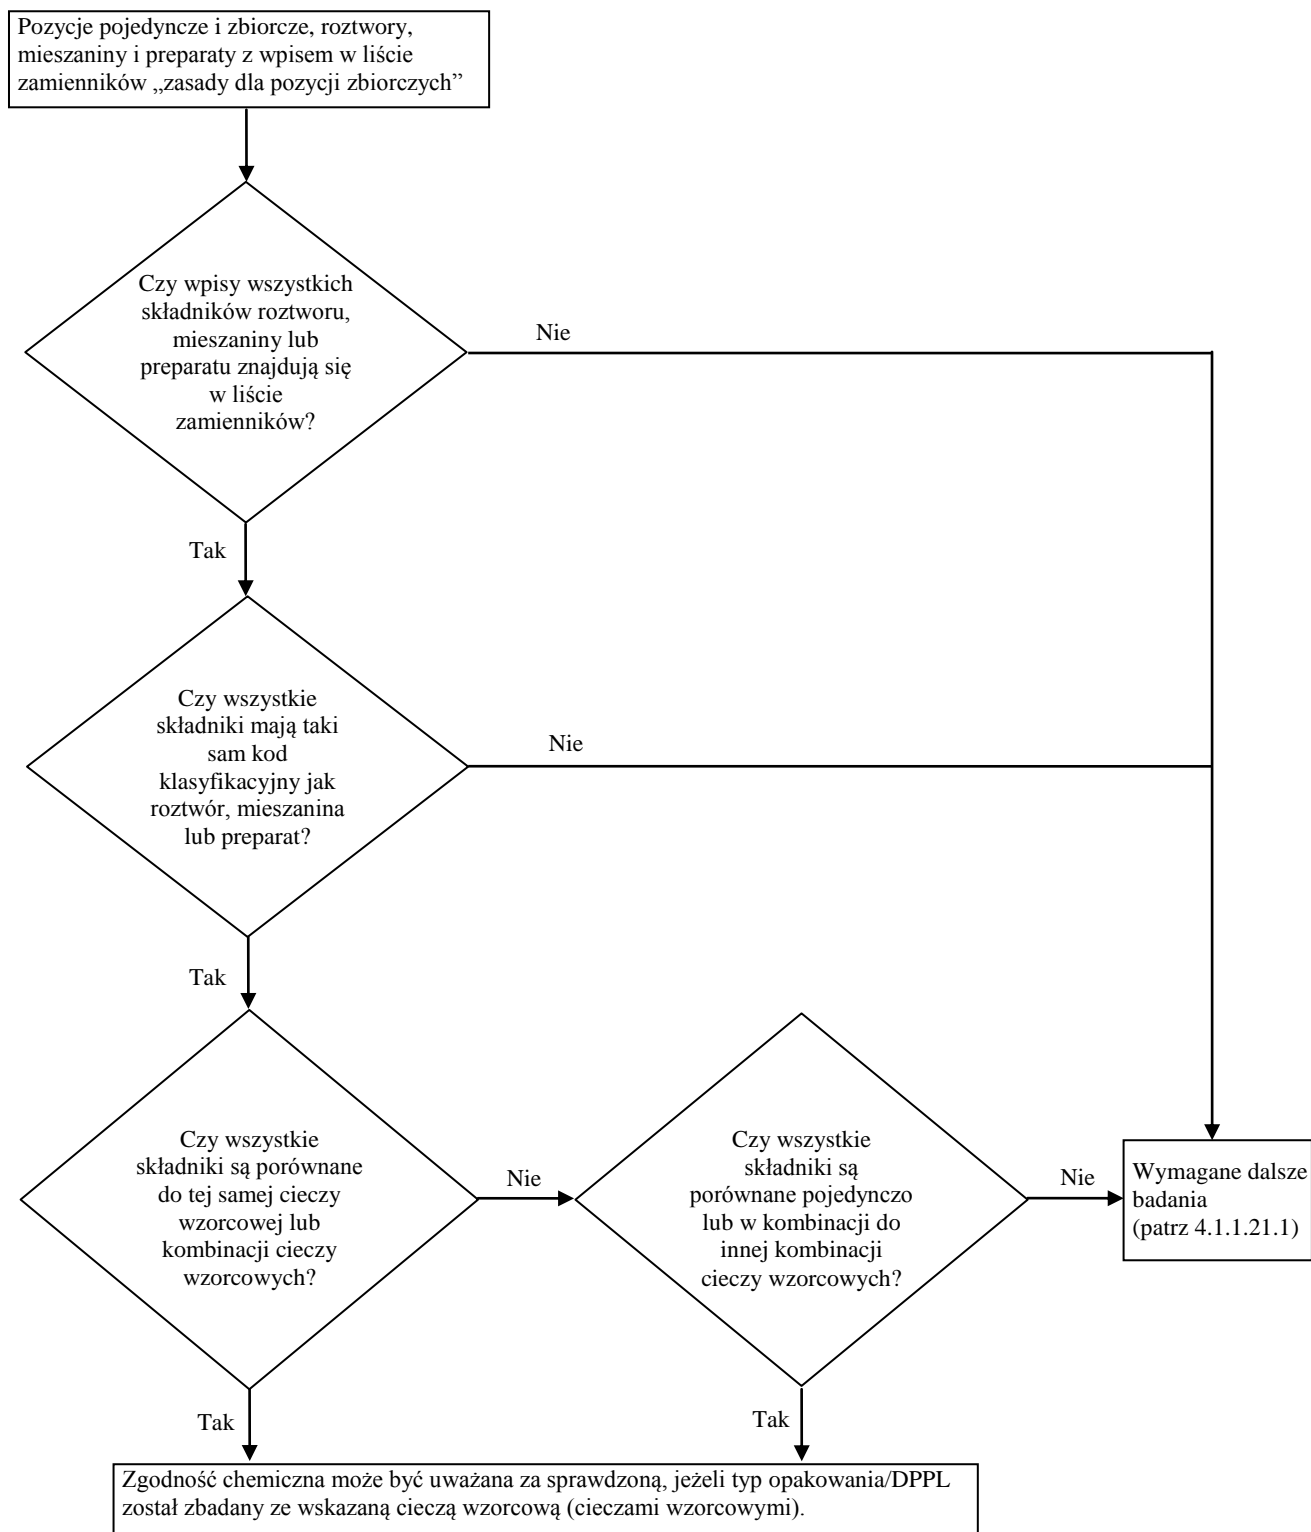 Pozycje pojedyncze i zbiorcze, roztwory,
mieszaniny i preparaty z wpisem w liście
zamienników „zasady dla pozycji zbiorczych”
Czy wpisy wszystkich
składników roztworu,
mieszaniny lub
preparatu znajdują się
w liście
zamienników?
Nie
Tak
Czy wszystkie
składniki mają taki
sam kod
klasyfikacyjny jak
roztwór, mieszanina
lub preparat?
Nie
Tak
Czy wszystkie
składniki są porównane
do tej samej cieczy
wzorcowej lub
kombinacji cieczy
wzorcowych?
Nie
Czy wszystkie
składniki są
porównane pojedynczo
lub w kombinacji do
innej kombinacji
cieczy wzorcowych?
Nie
Wymagane dalsze
badania
(patrz 4.1.1.21.1)
Tak
Tak
Zgodność chemiczna może być uważana za sprawdzoną, jeżeli typ opakowania/DPPL
został zbadany ze wskazaną cieczą wzorcową (cieczami wzorcowymi).